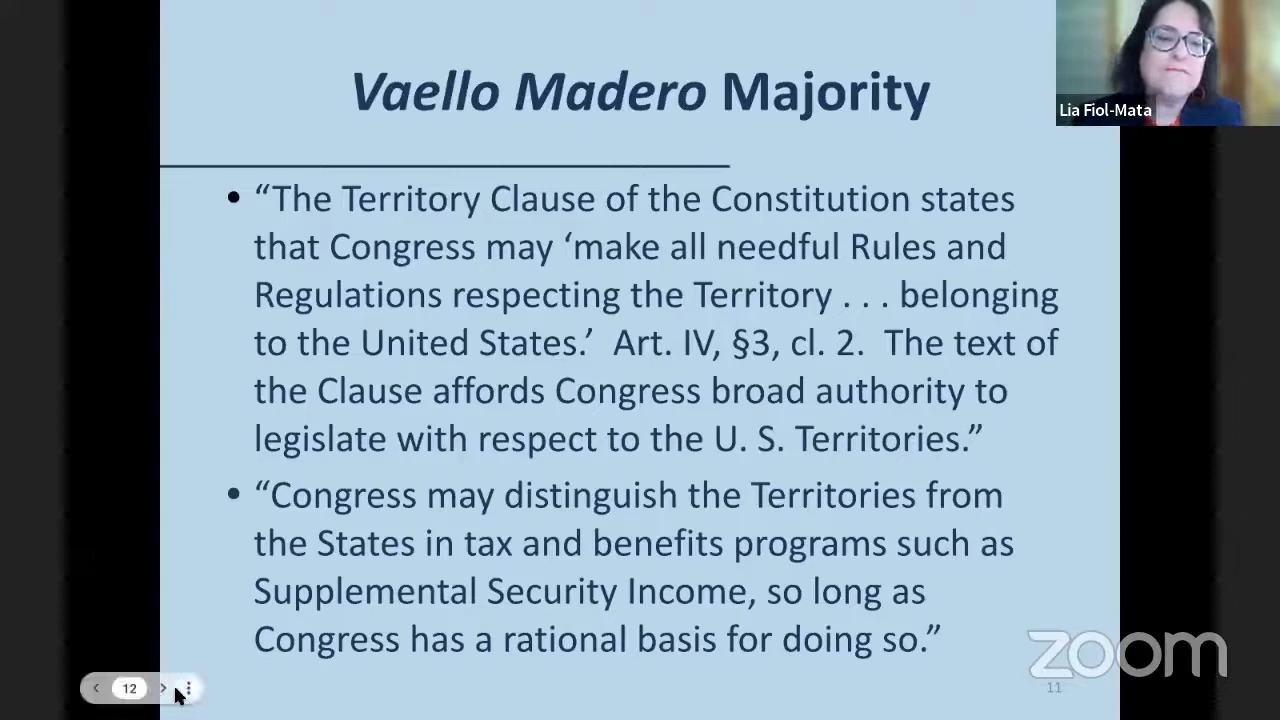 Vaello Madero Majority
Lia Fiol-Mata
• “The Territory Clause of the Constitution states
that Congress may ‘make all needful Rules and
Regulations respecting the Territory . . . belonging
to the United States.’  Art. IV, §3, cl. 2.  The text of
the Clause affords Congress broad authority to
legislate with respect to the U. S. Territories.”
• “Congress may distinguish the Territories from
the States in tax and benefits programs such as
Supplemental Security Income, so long as
Congress has a rational basis for doing so.”
zoom
12
11